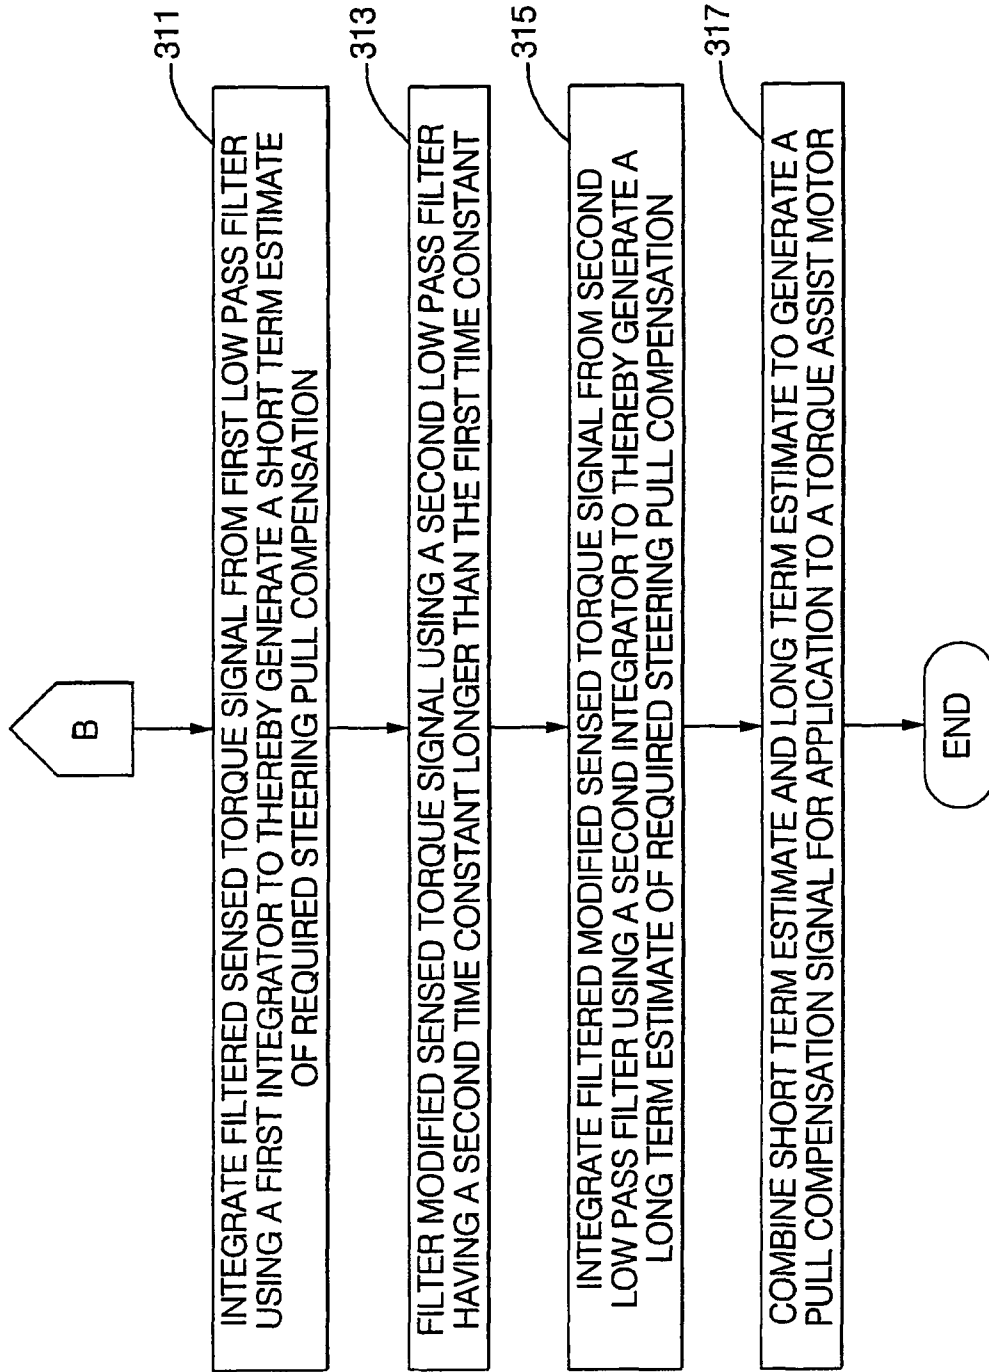 B
311
INTEGRATE FILTERED SENSED TORQUE SIGNAL FROM FIRST LOW PASS FILTER
USING A FIRST INTEGRATOR TO THEREBY GENERATE A SHORT TERM ESTIMATE
OF REQUIRED STEERING PULL COMPENSATION
313
FILTER MODIFIED SENSED TORQUE SIGNAL USING A SECOND LOW PASS FILTER
HAVING A SECOND TIME CONSTANT LONGER THAN THE FIRST TIME CONSTANT
315
INTEGRATE FILTERED MODIFIED SENSED TORQUE SIGNAL FROM SECOND
LOW PASS FILTER USING A SECOND INTEGRATOR TO THEREBY GENERATE A
LONG TERM ESTIMATE OF REQUIRED STEERING PULL COMPENSATION
317
COMBINE SHORT TERM ESTIMATE AND LONG TERM ESTIMATE TO GENERATE A
PULL COMPENSATION SIGNAL FOR APPLICATION TO A TORQUE ASSIST MOTOR
END